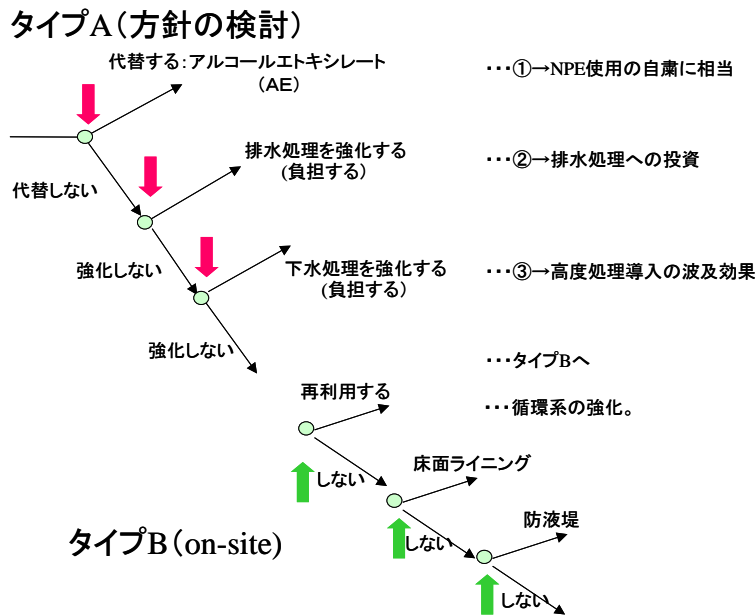 タイプA（方針の検討）
代替する：アルコールエトキシレート
（AE）
・・・①→NPE使用の自粛に相当
代替しない
排水処理を強化する
(負担する)
・・・②→排水処理への投資
強化しない
下水処理を強化する
(負担する)
・・・③→高度処理導入の波及効果
強化しない
・・・タイプBへ
再利用する
・・・循環系の強化。
しない
床面ライニング
しない
防液堤
しない
タイプB（on-site)